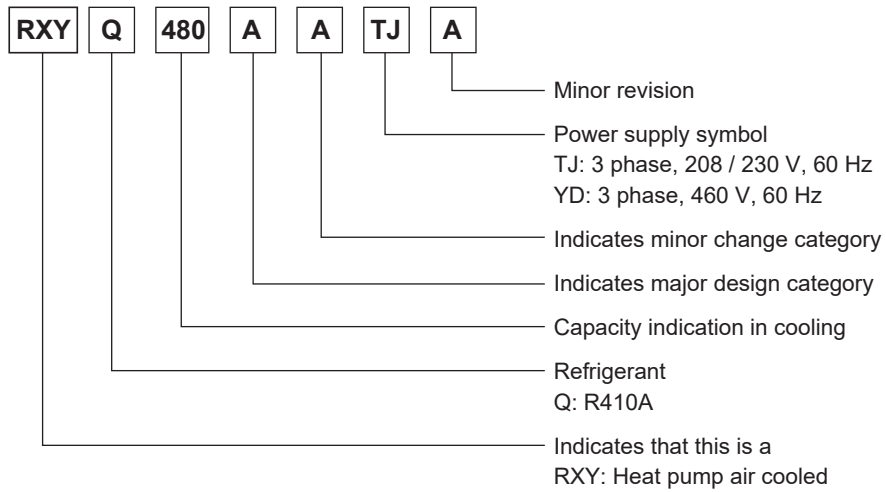 RXY Q 480 A A TJ A
Minor revision
Power supply symbol
TJ: 3 phase, 208 / 230 V, 60 Hz
YD: 3 phase, 460 V, 60 Hz
Indicates minor change category
Indicates major design category
Capacity indication in cooling
Refrigerant
Q: R410A
Indicates that this is a
RXY: Heat pump air cooled